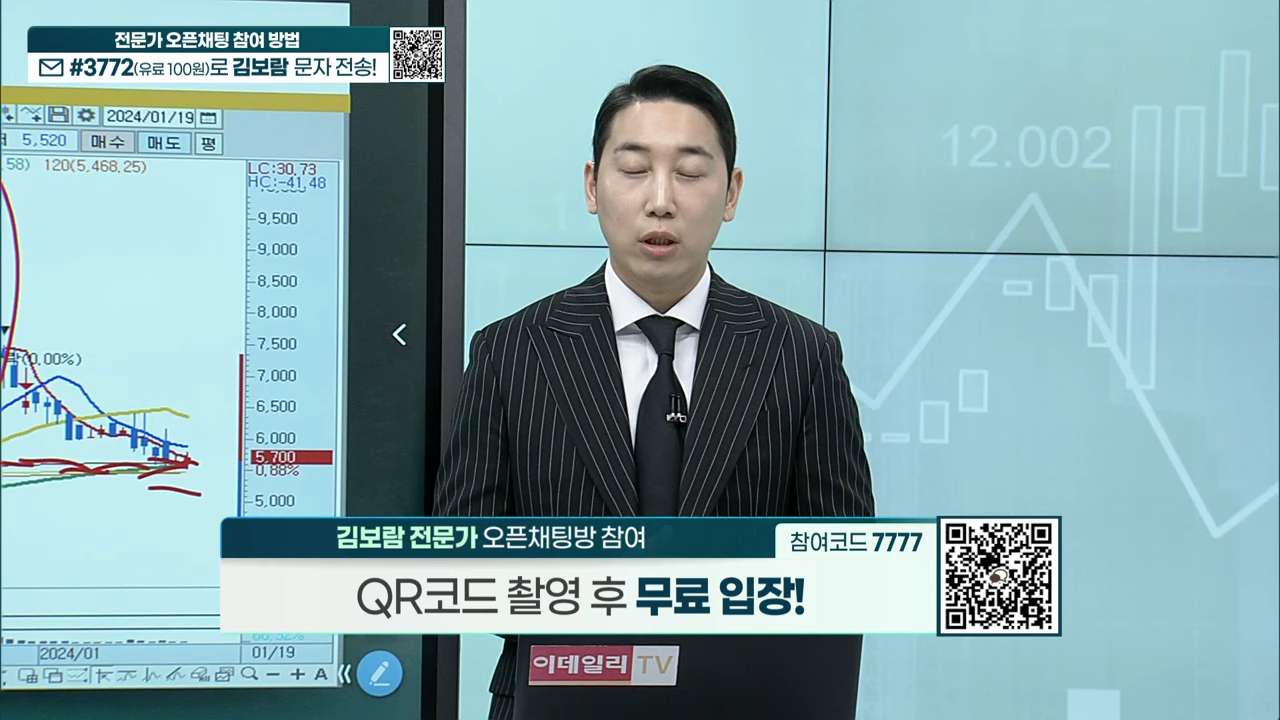 전문가 오픈채팅 참여 방법
#3772(유료 100원)로 김보람 문자 전송!
2024/01/19
5,520 매수 매도 평
58) 120(5,468.25)
LC:30.73
HC:-41.48
9,500
9,000
8,500
8,000
7,500
7,000
6,500
6,000
5,700
0.88%
5,000
(0.00%)
12.002
김보람 전문가 오픈채팅방 참여
참여코드 7777
QR코드 촬영 후 무료 입장!
2024/01
01/19
A
이데일리 TV